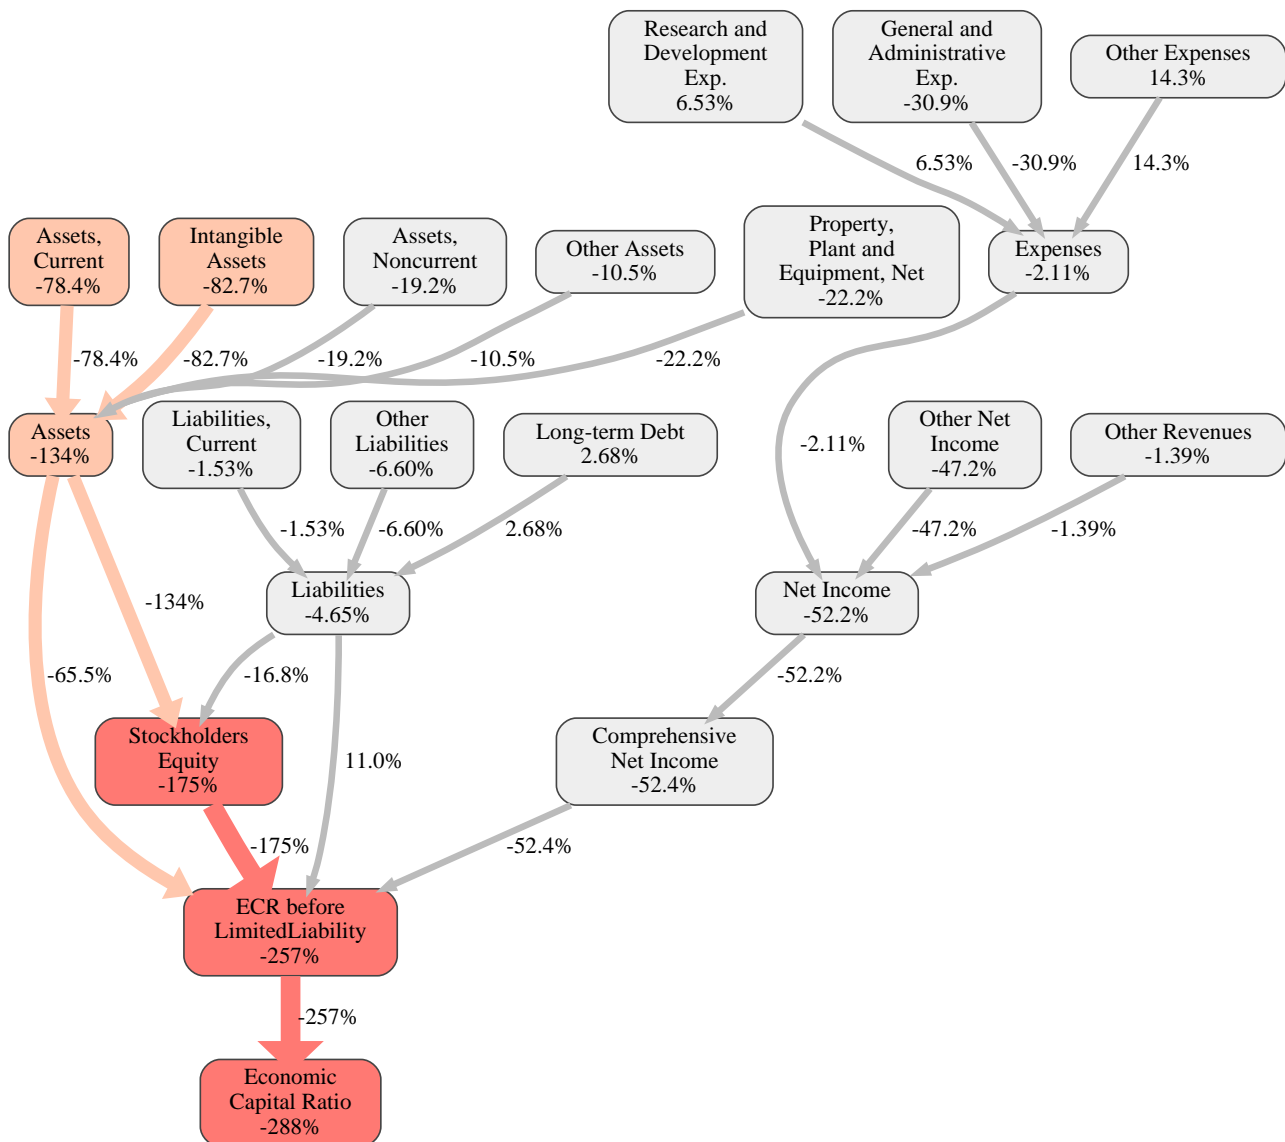 Research and
Development
Exp.
6.53%
General and
Administrative
Exp.
-30.9%
Other Expenses
14.3%
6.53%
-30.9%
14.3%
Assets,
Current
-78.4%
Intangible
Assets
-82.7%
Assets,
Noncurrent
-19.2%
Other Assets
-10.5%
Property,
Plant and
Equipment, Net
-22.2%
Expenses
-2.11%
-78.4%
-82.7%
-19.2%
-10.5%
-22.2%
Assets
-134%
Liabilities,
Current
-1.53%
Other
Liabilities
-6.60%
Long-term Debt
2.68%
-2.11%
Other Net
Income
-47.2%
Other Revenues
-1.39%
-1.53%
-6.60%
2.68%
-47.2%
-1.39%
-134%
Liabilities
-4.65%
Net Income
-52.2%
-65.5%
-16.8%
-52.2%
Stockholders
Equity
-175%
11.0%
Comprehensive
Net Income
-52.4%
-175%
-52.4%
ECR before
LimitedLiability
-257%
-257%
Economic
Capital Ratio
-288%